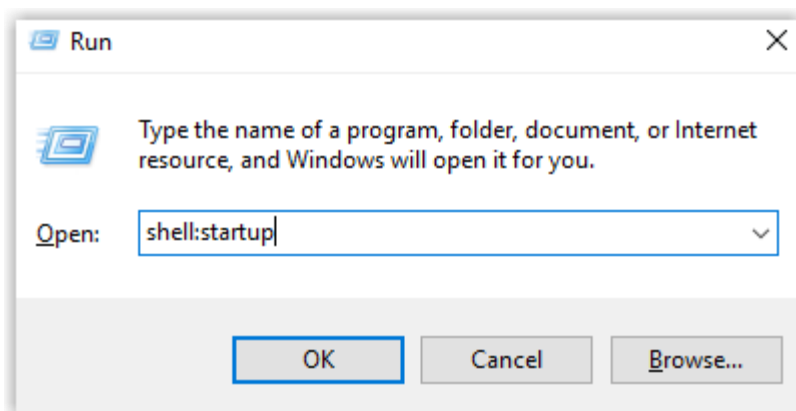 Run
Type the name of a program, folder, document, or Internet
resource, and Windows will open it for you.
Open: shell:startup
OK Cancel Browse...